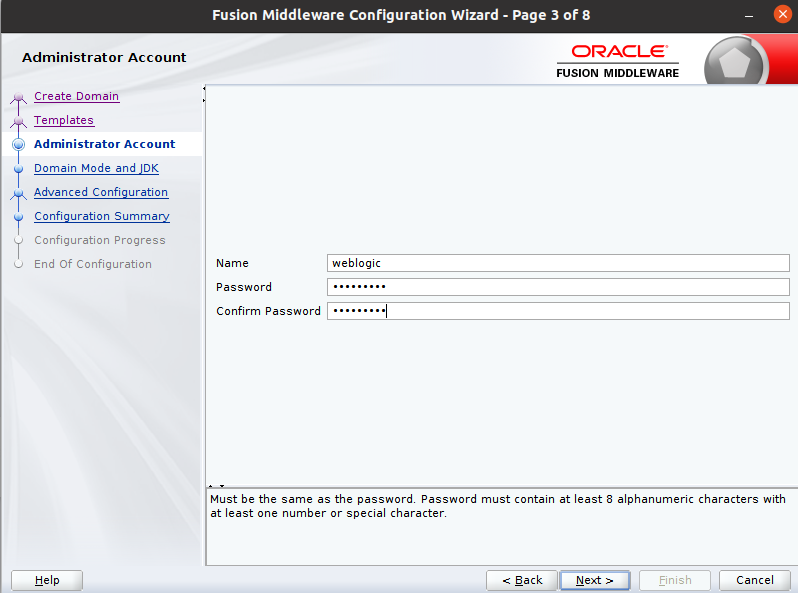 Fusion Middleware Configuration Wizard - Page 3 of 8
Administrator Account
ORACLE
FUSION MIDDLEWARE
Create Domain
Templates
Administrator Account
Domain Mode and JDK
Advanced Configuration
Configuration Summary
Configuration Progress
End Of Configuration
Name weblogic
Password •••••••••
Confirm Password •••••••••
Must be the same as the password. Password must contain at least 8 alphanumeric characters with
at least one number or special character.
Help < Back Next > Finish Cancel